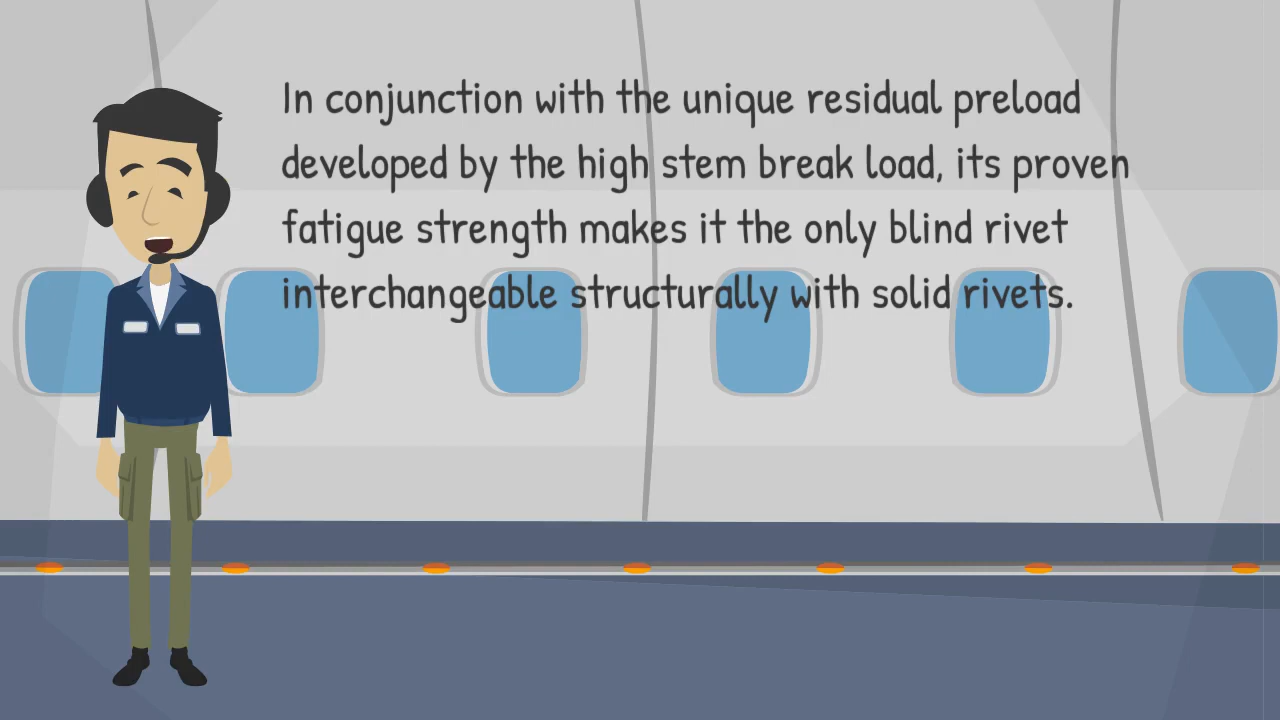 In conjunction with the unique residual preload
developed by the high stem break load, its proven
fatigue strength makes it the only blind rivet
interchangeable structurally with solid rivets.